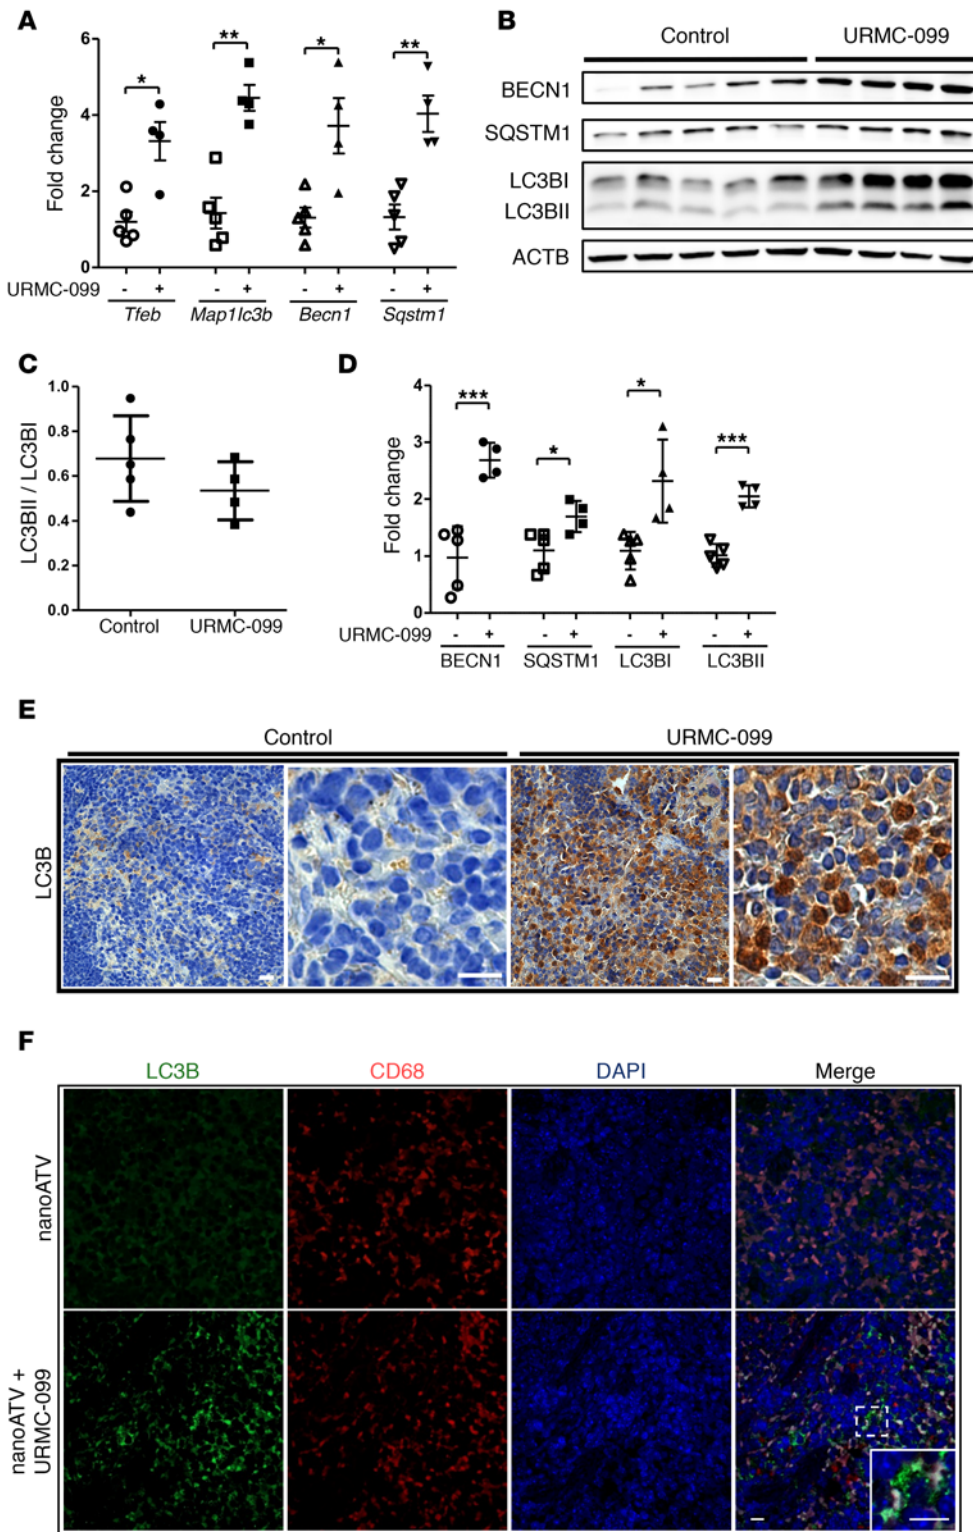 A
Fold change
6
4
2
0
* ** * **
URMC-099 - + - + - + - +
Tfeb Map1lc3b Becn1 Sqstm1
B
Control URMC-099
BECN1
SQSTM1
LC3BI
LC3BII
ACTB
C
LC3BII / LC3BI
1.0
0.8
0.6
0.4
0.2
0.0
Control URMC-099
D
Fold change
4
3
2
1
0
*** * * ***
URMC-099 - + - + - + - +
BECN1 SQSTM1 LC3BI LC3BII
E
Control URMC-099
LC3B
F
LC3B CD68 DAPI Merge
nanoATV
nanoATV +
URMC-099